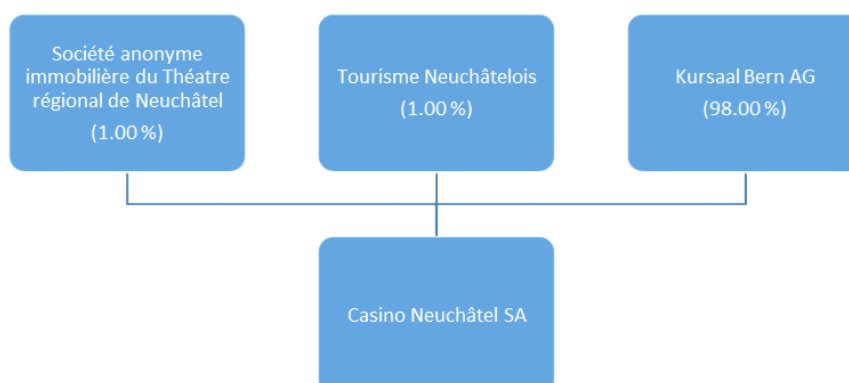 Société anonyme
immobilière du Théatre
régional de Neuchâtel
(1.00 %)
Tourisme Neuchâtelois
(1.00 %)
Kursaal Bern AG
(98.00 %)
Casino Neuchâtel SA